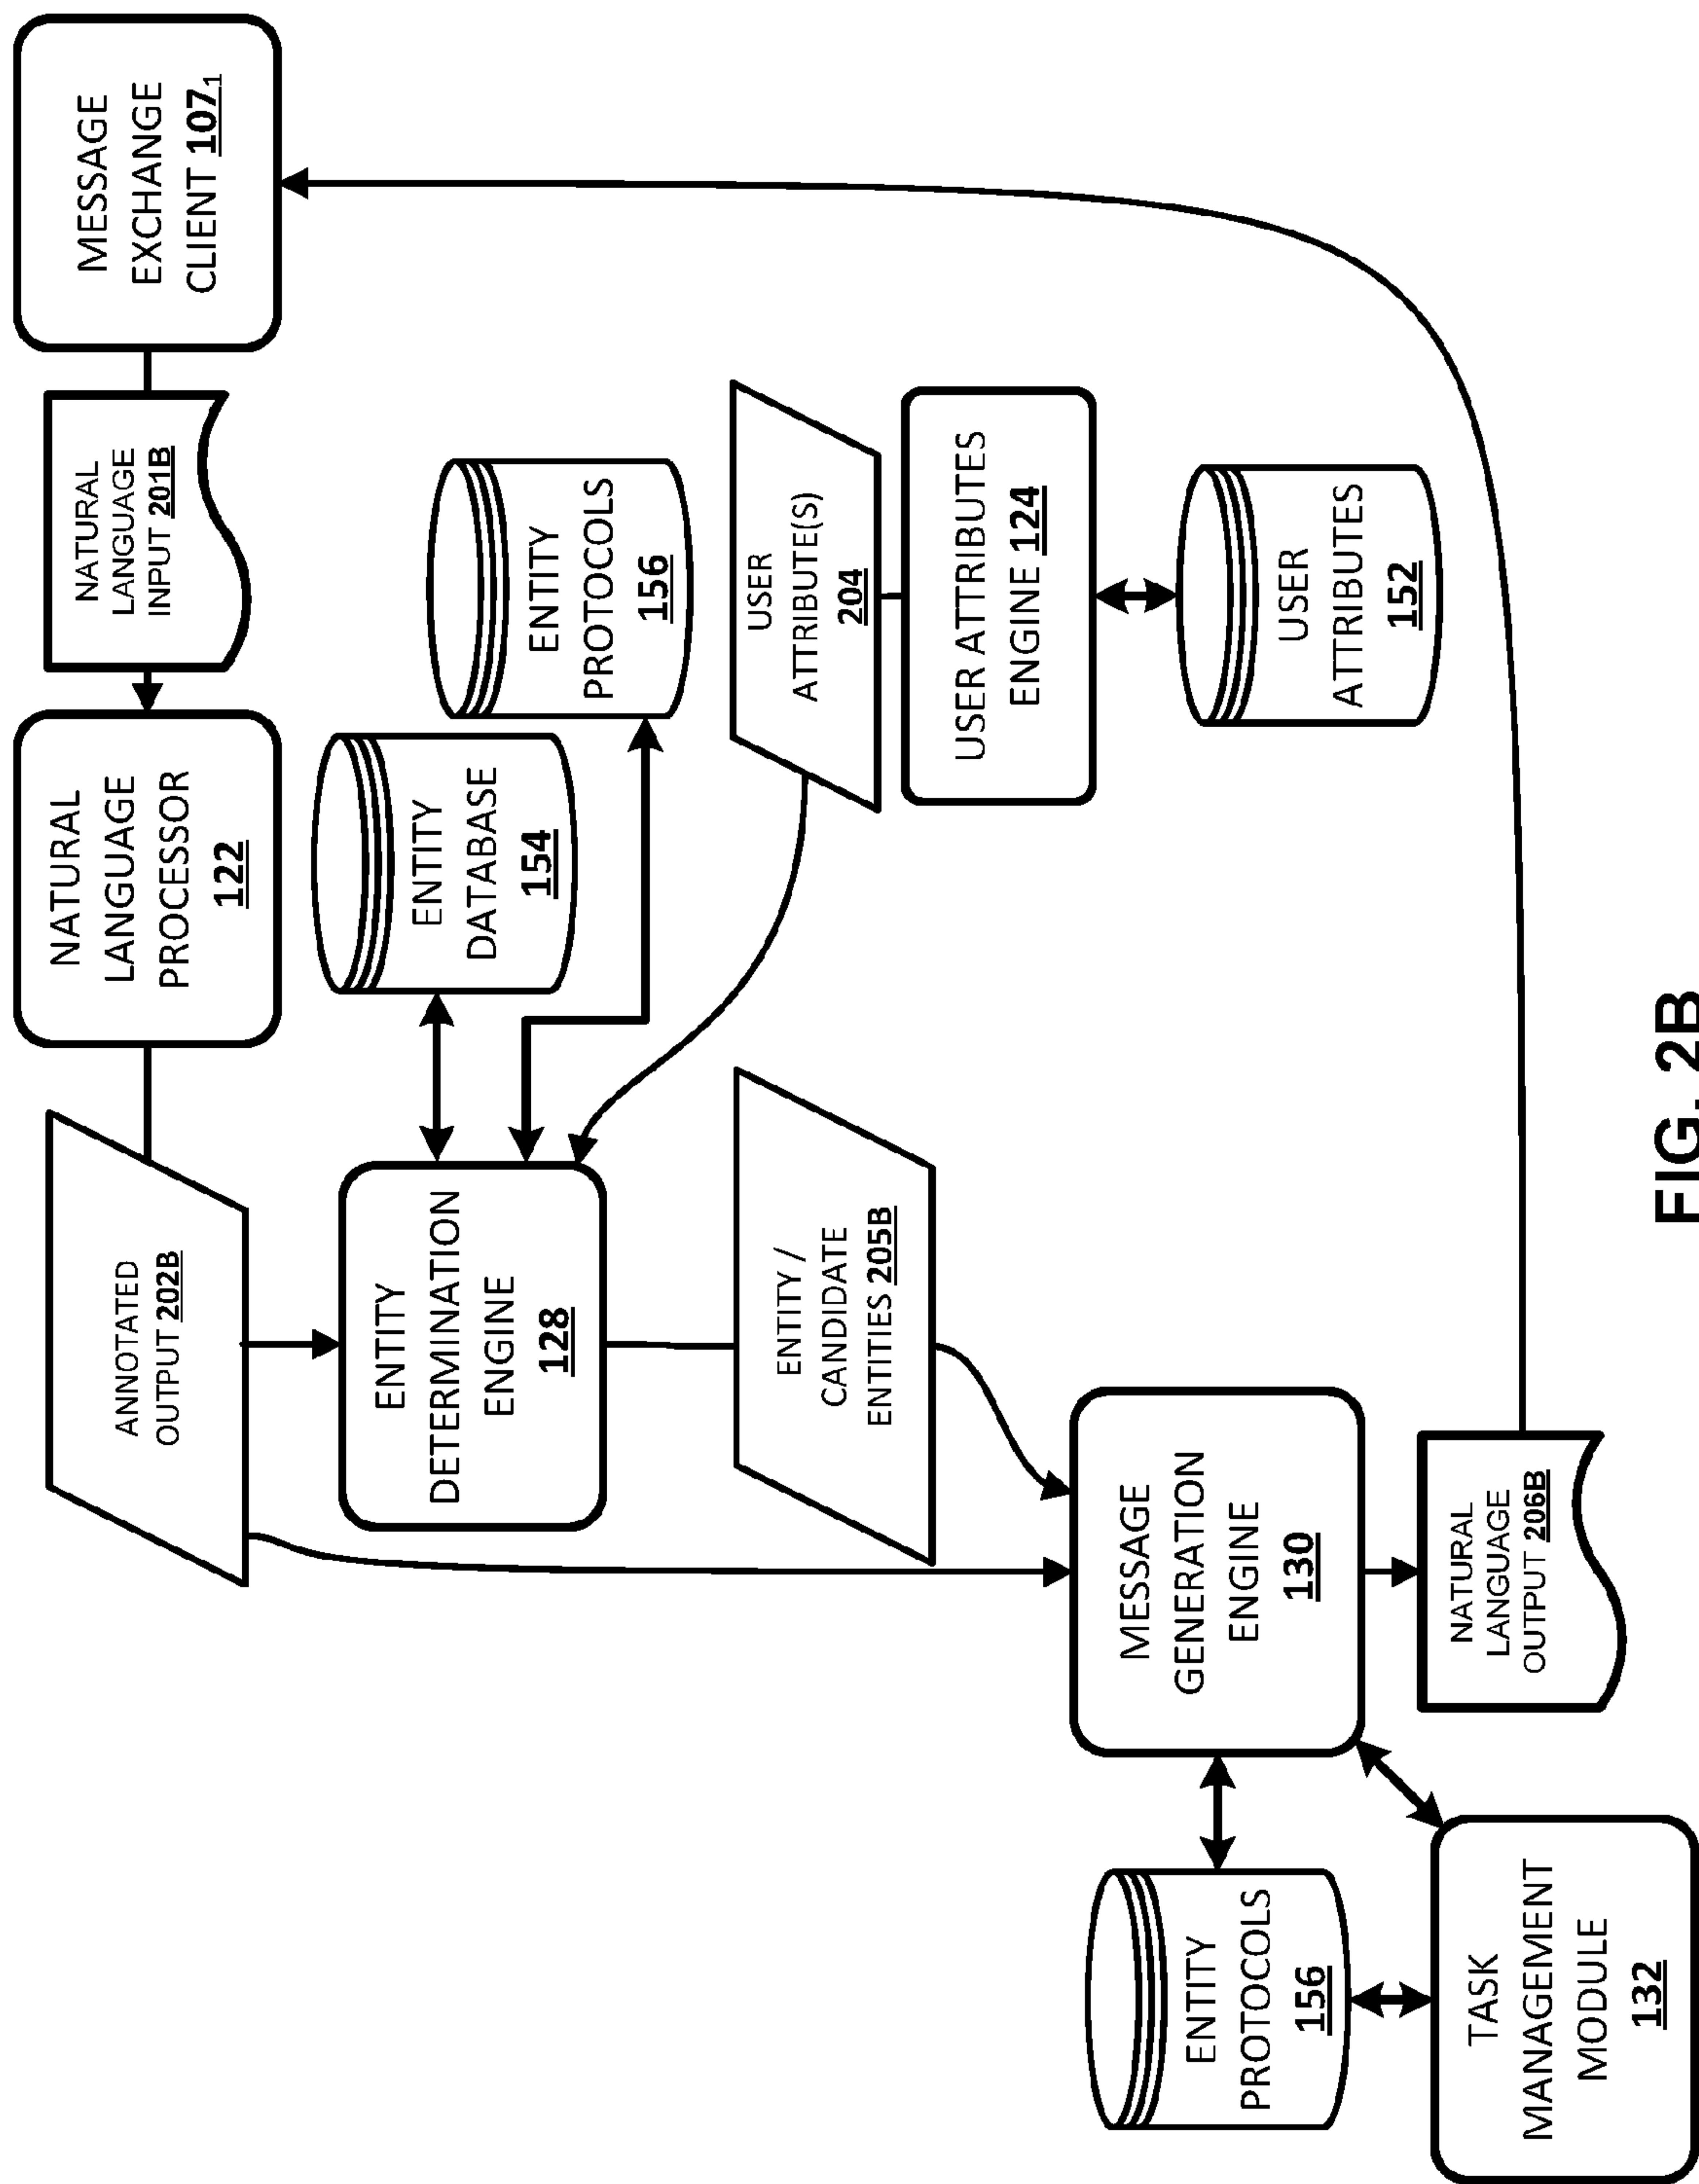 MESSAGE
EXCHANGE
CLIENT 107₁
NATURAL
LANGUAGE
INPUT 201B
NATURAL
LANGUAGE
PROCESSOR
122
ANNOTATED
OUTPUT 202B
ENTITY
DATABASE
154
ENTITY
PROTOCOLS
156
ENTITY
DETERMINATION
ENGINE
128
USER
ATTRIBUTE(S)
204
USER ATTRIBUTES
ENGINE 124
USER
ATTRIBUTES
152
ENTITY /
CANDIDATE
ENTITIES 205B
MESSAGE
GENERATION
ENGINE
130
ENTITY
PROTOCOLS
156
TASK
MANAGEMENT
MODULE
132
NATURAL
LANGUAGE
OUTPUT 206B
FIG. 2B